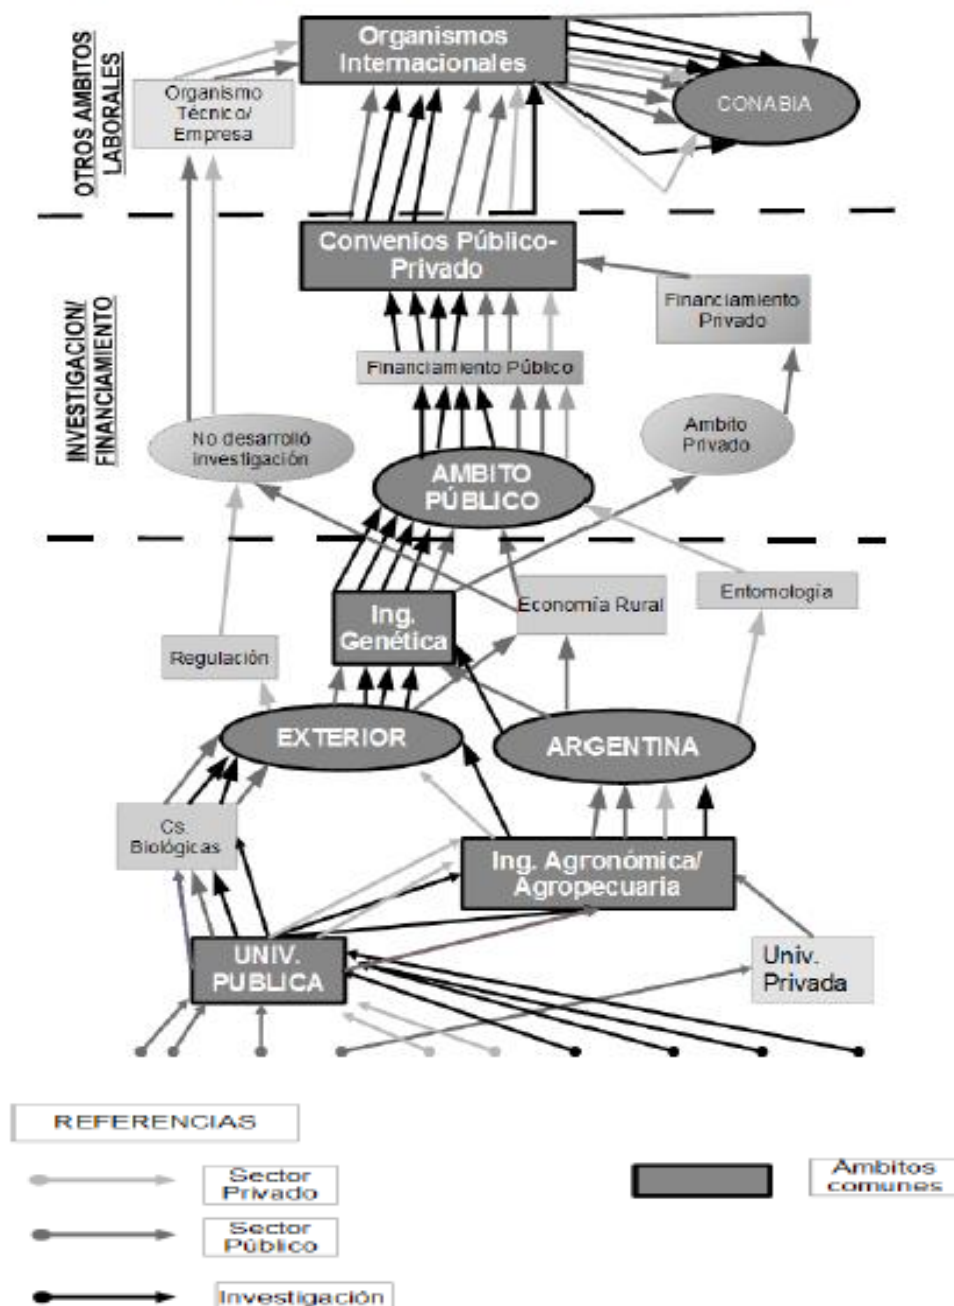 OTROS AMBITOS
LABORALES
Organismos
Internacionales
Organismo
Técnico/
Empresa
CONABIA
INVESTIGACION/
FINANCIAMIENTO
Convenios Público-
Privado
Financiamiento
Privado
Financiamiento Público
No desarrolló
investigación
Ambito
Privado
AMBITO
PÚBLICO
Ing.
Genética
Economía Rural
Entomología
Regulación
EXTERIOR
ARGENTINA
Cs.
Biológicas
Ing. Agronómica/
Agropecuaria
UNIV.
PUBLICA
Univ.
Privada
REFERENCIAS
Sector
Privado
Ambitos
comunes
Sector
Público
Investigación